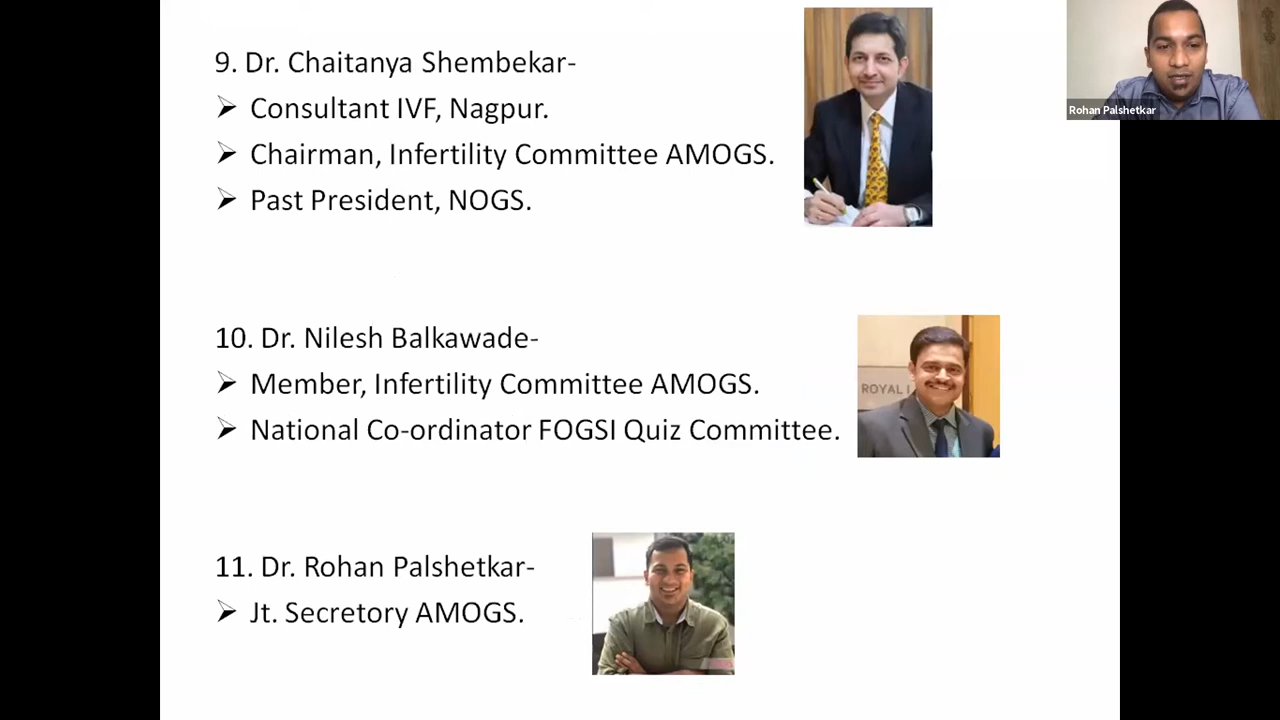 9. Dr. Chaitanya Shembekar-
➢ Consultant IVF, Nagpur.
➢ Chairman, Infertility Committee AMOGS.
➢ Past President, NOGS.
Rohan Palshetkar
10. Dr. Nilesh Balkawade-
➢ Member, Infertility Committee AMOGS.
➢ National Co-ordinator FOGSI Quiz Committee.
ROYAL
11. Dr. Rohan Palshetkar-
➢ Jt. Secretory AMOGS.